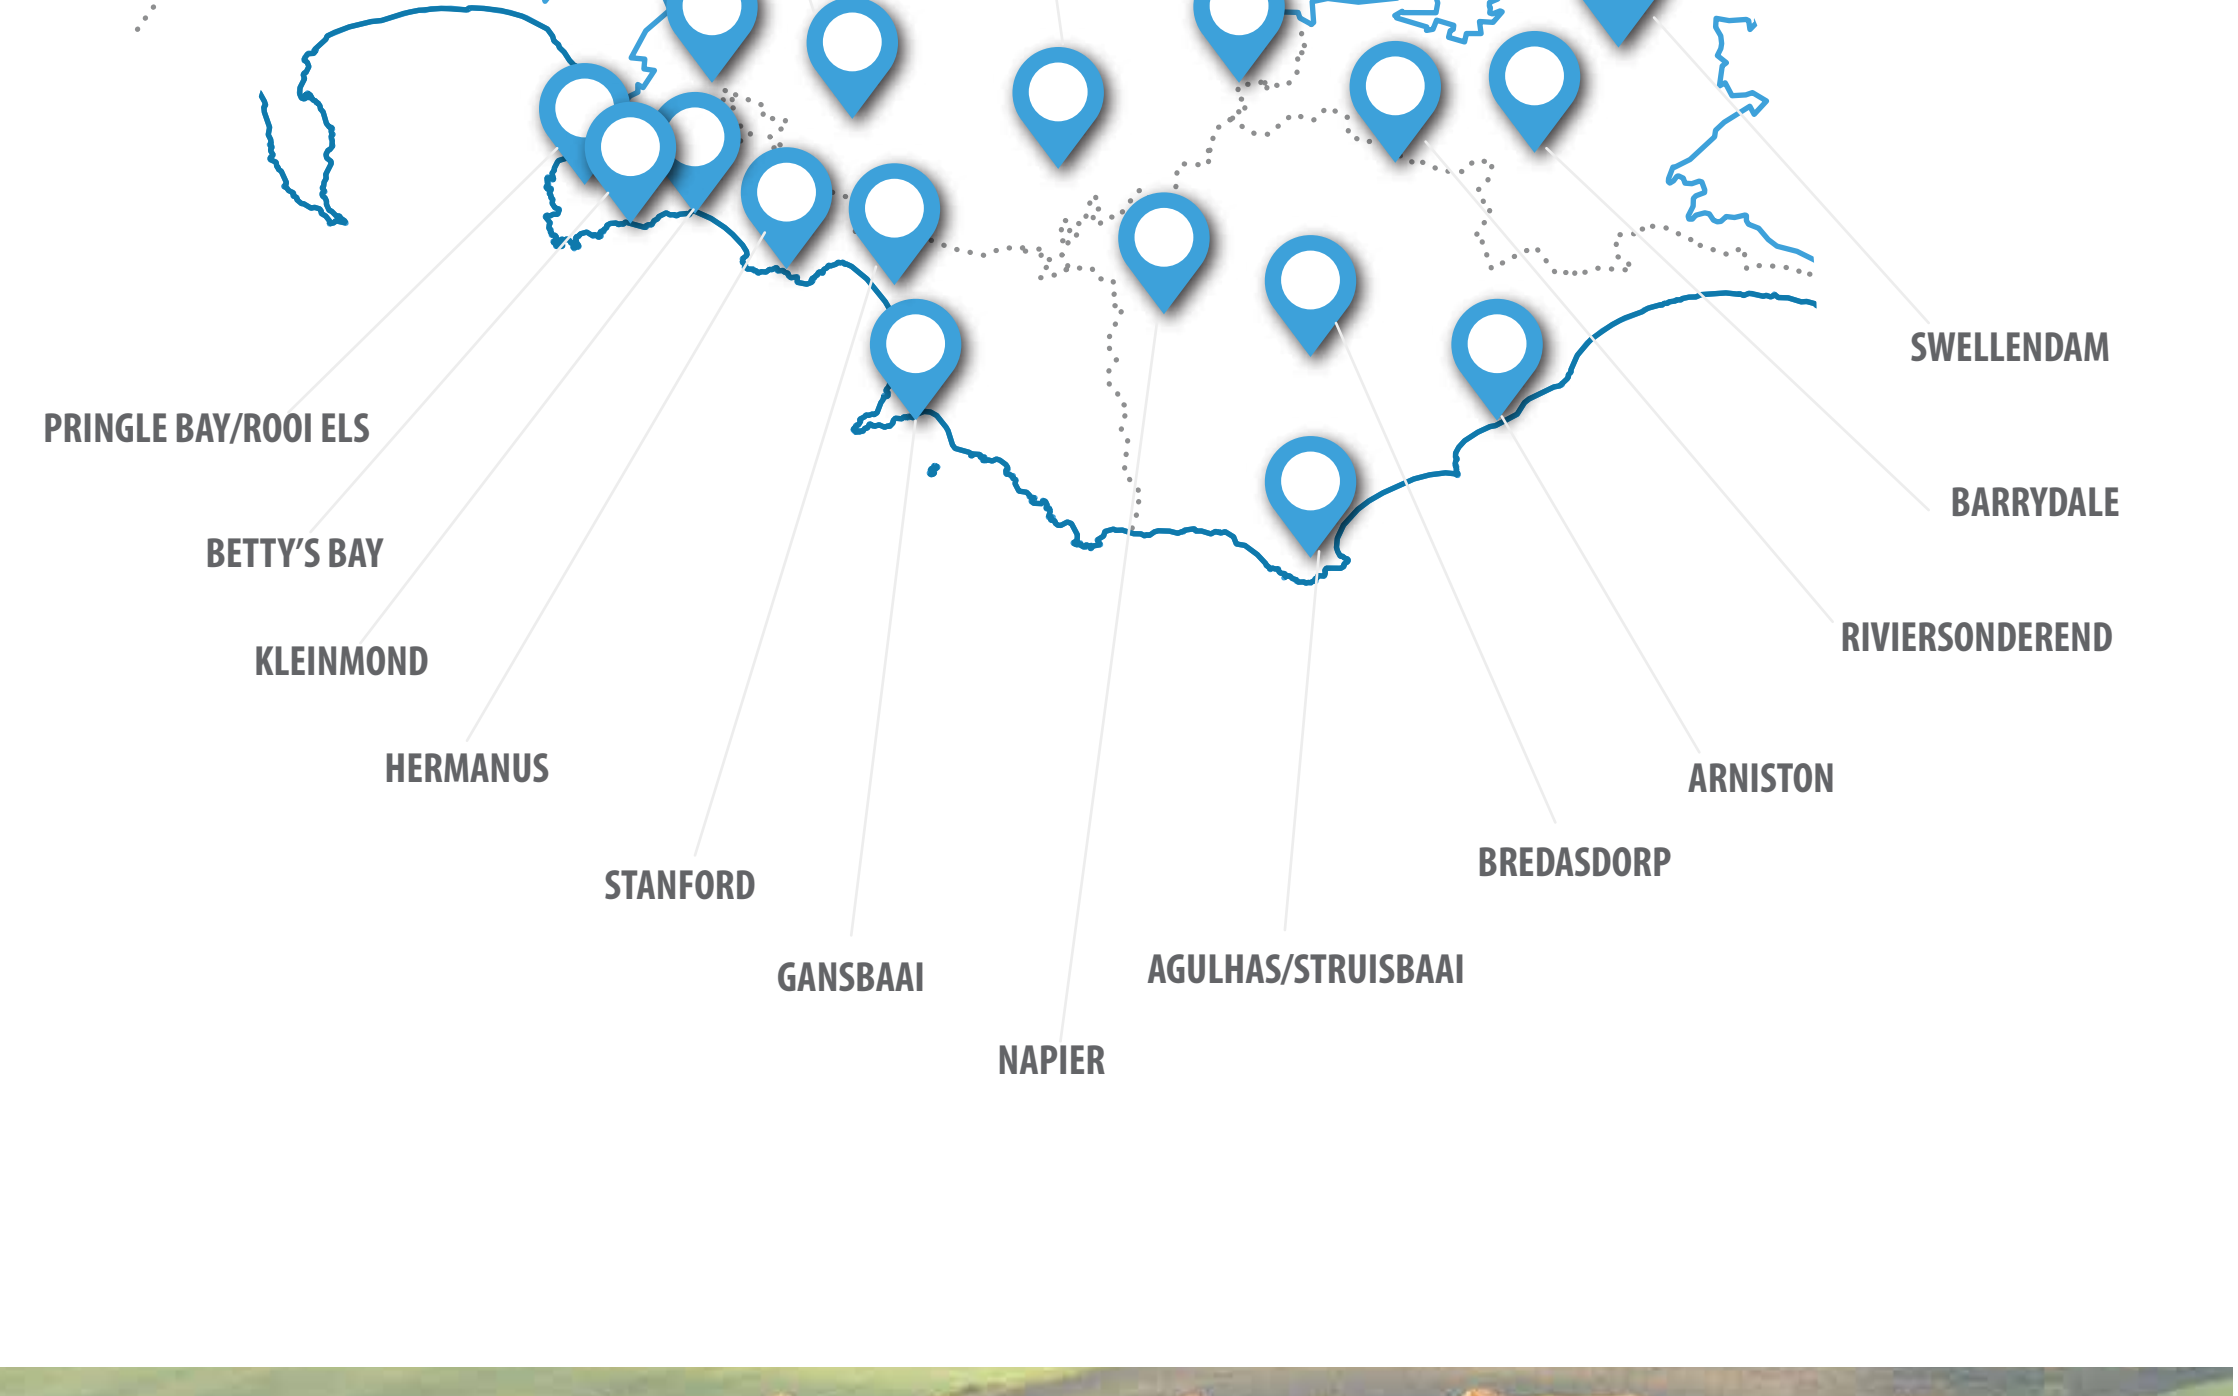 SWELLENDAM
PRINGLE BAY/ROOI ELS
BARRYDALE
BETTY’S BAY
RIVIERSONDEREND
KLEINMOND
HERMANUS
ARNISTON
BREDASDORP
STANFORD
AGULHAS/STRUISBAAI
GANSBAAI
NAPIER